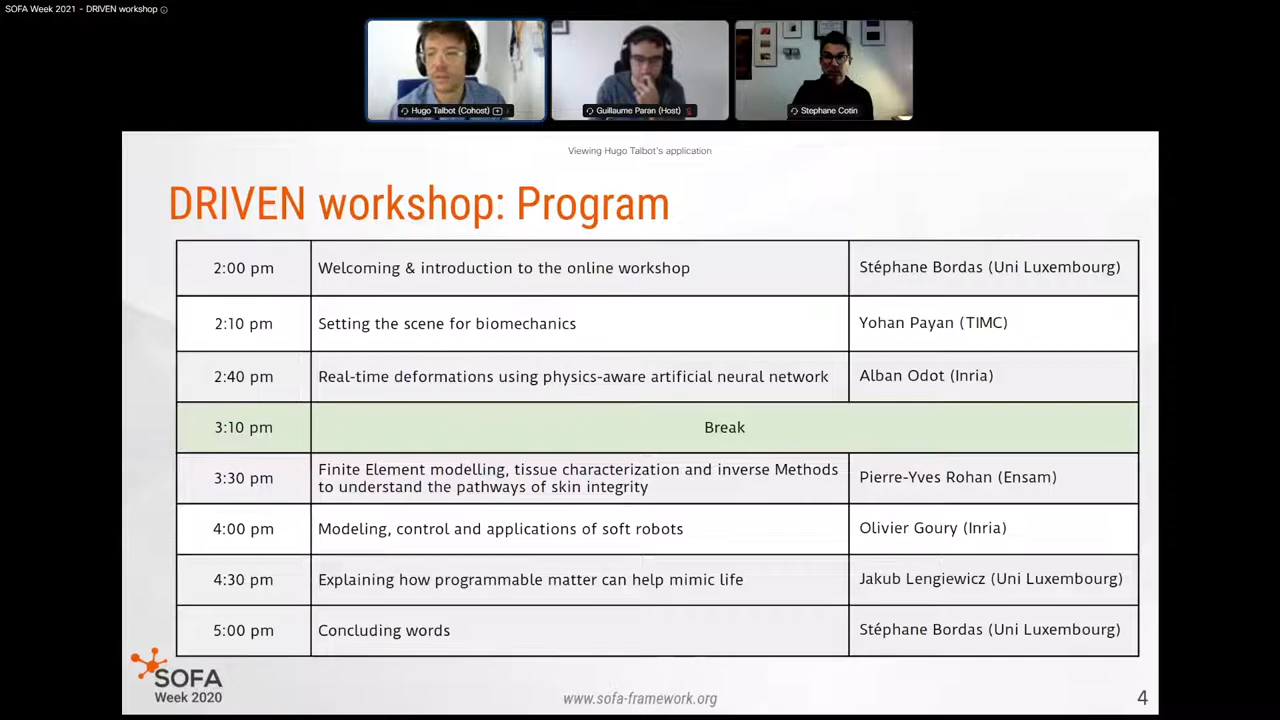 SOFA Week 2021 - DRIVEN workshop
Hugo Talbot (Cohost)
Guillaume Paran (Host)
Stephane Cotin
Viewing Hugo Talbot's application
DRIVEN workshop: Program
2:00 pm Welcoming & introduction to the online workshop Stéphane Bordas (Uni Luxembourg)
2:10 pm Setting the scene for biomechanics Yohan Payan (TIMC)
2:40 pm Real-time deformations using physics-aware artificial neural network Alban Odot (Inria)
3:10 pm Break
3:30 pm Finite Element modelling, tissue characterization and inverse Methods
to understand the pathways of skin integrity Pierre-Yves Rohan (Ensam)
4:00 pm Modeling, control and applications of soft robots Olivier Goury (Inria)
4:30 pm Explaining how programmable matter can help mimic life Jakub Lengiewicz (Uni Luxembourg)
5:00 pm Concluding words Stéphane Bordas (Uni Luxembourg)
SOFA
Week 2020
www.sofa-framework.org
4